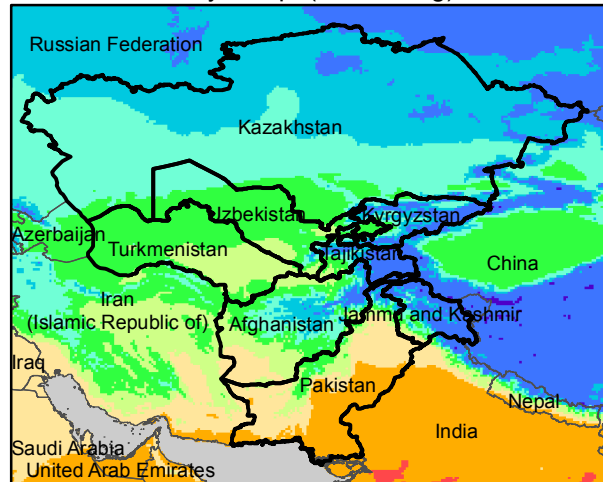 Russian Federation
Kazakhstan
Uzbekistan
Kyrgyzstan
Azerbaijan
Turkmenistan
Tajikistan
China
Iran
(Islamic Republic of)
Afghanistan
Jammu and Kashmir
Iraq
Pakistan
Nepal
India
Saudi Arabia
United Arab Emirates